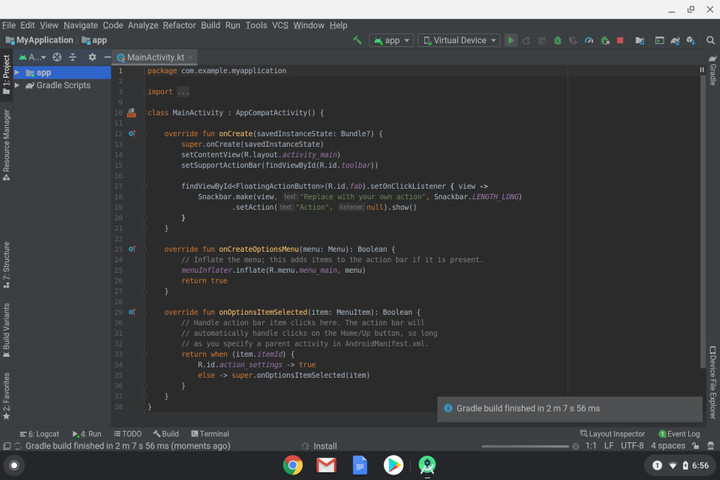 File Edit View Navigate Code Analyze Refactor Build Run Tools VCS Window Help
MyApplication app app Virtual Device
A... MainActivity.kt
1: Project
Resource Manager
7: Structure
Build Variants
2: Favorites
app
Gradle Scripts
1 package com.example.myapplication
2
3 import ...
9
10 class MainActivity : AppCompatActivity() {
11
12 override fun onCreate(savedInstanceState: Bundle?) {
13 super.onCreate(savedInstanceState)
14 setContentView(R.layout.activity_main)
15 setSupportActionBar(findViewById(R.id.toolbar))
16
17 findViewById<FloatingActionButton>(R.id.fab).setOnClickListener { view ->
18 Snackbar.make(view, text: "Replace with your own action", Snackbar.LENGTH_LONG)
19 .setAction(text: "Action", listener: null).show()
20 }
21 }
22
23 override fun onCreateOptionsMenu(menu: Menu): Boolean {
24 // Inflate the menu; this adds items to the action bar if it is present.
25 menuInflater.inflate(R.menu.menu_main, menu)
26 return true
27 }
28
29 override fun onOptionsItemSelected(item: MenuItem): Boolean {
30 // Handle action bar item clicks here. The action bar will
31 // automatically handle clicks on the Home/Up button, so long
32 // as you specify a parent activity in AndroidManifest.xml.
33 return when (item.itemId) {
34 R.id.action_settings -> true
35 else -> super.onOptionsItemSelected(item)
36 }
37 }
38 }
Gradle
Device File Explorer
Gradle build finished in 2 m 7 s 56 ms
6: Logcat 4: Run TODO Build Terminal Layout Inspector 1 Event Log
Gradle build finished in 2 m 7 s 56 ms (moments ago) Install 1:1 LF UTF-8 4 spaces
1 6:56